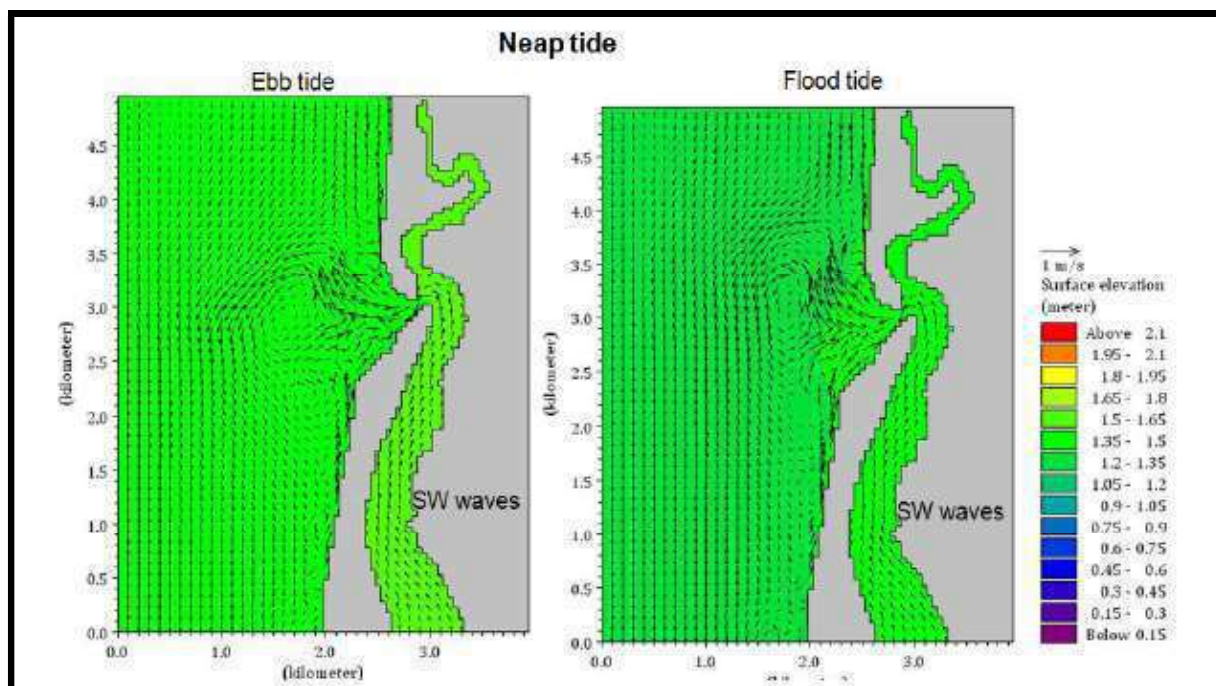 Neap tide
Ebb tide
Flood tide
4.5
4.0
3.5
3.0
2.5
2.0
1.5
1.0
0.5
0.0
(kilometer)
0.0 1.0 2.0 3.0
(kilometer)
SW waves
4.5
4.0
3.5
3.0
2.5
2.0
1.5
1.0
0.5
0.0
(kilometer)
0.0 1.0 2.0 3.0
SW waves
1 m/s
Surface elevation
(meter)
Above 2.1
1.95 - 2.1
1.8 - 1.95
1.65 - 1.8
1.5 - 1.65
1.35 - 1.5
1.2 - 1.35
1.05 - 1.2
0.9 - 1.05
0.75 - 0.9
0.6 - 0.75
0.45 - 0.6
0.3 - 0.45
0.15 - 0.3
Below 0.15